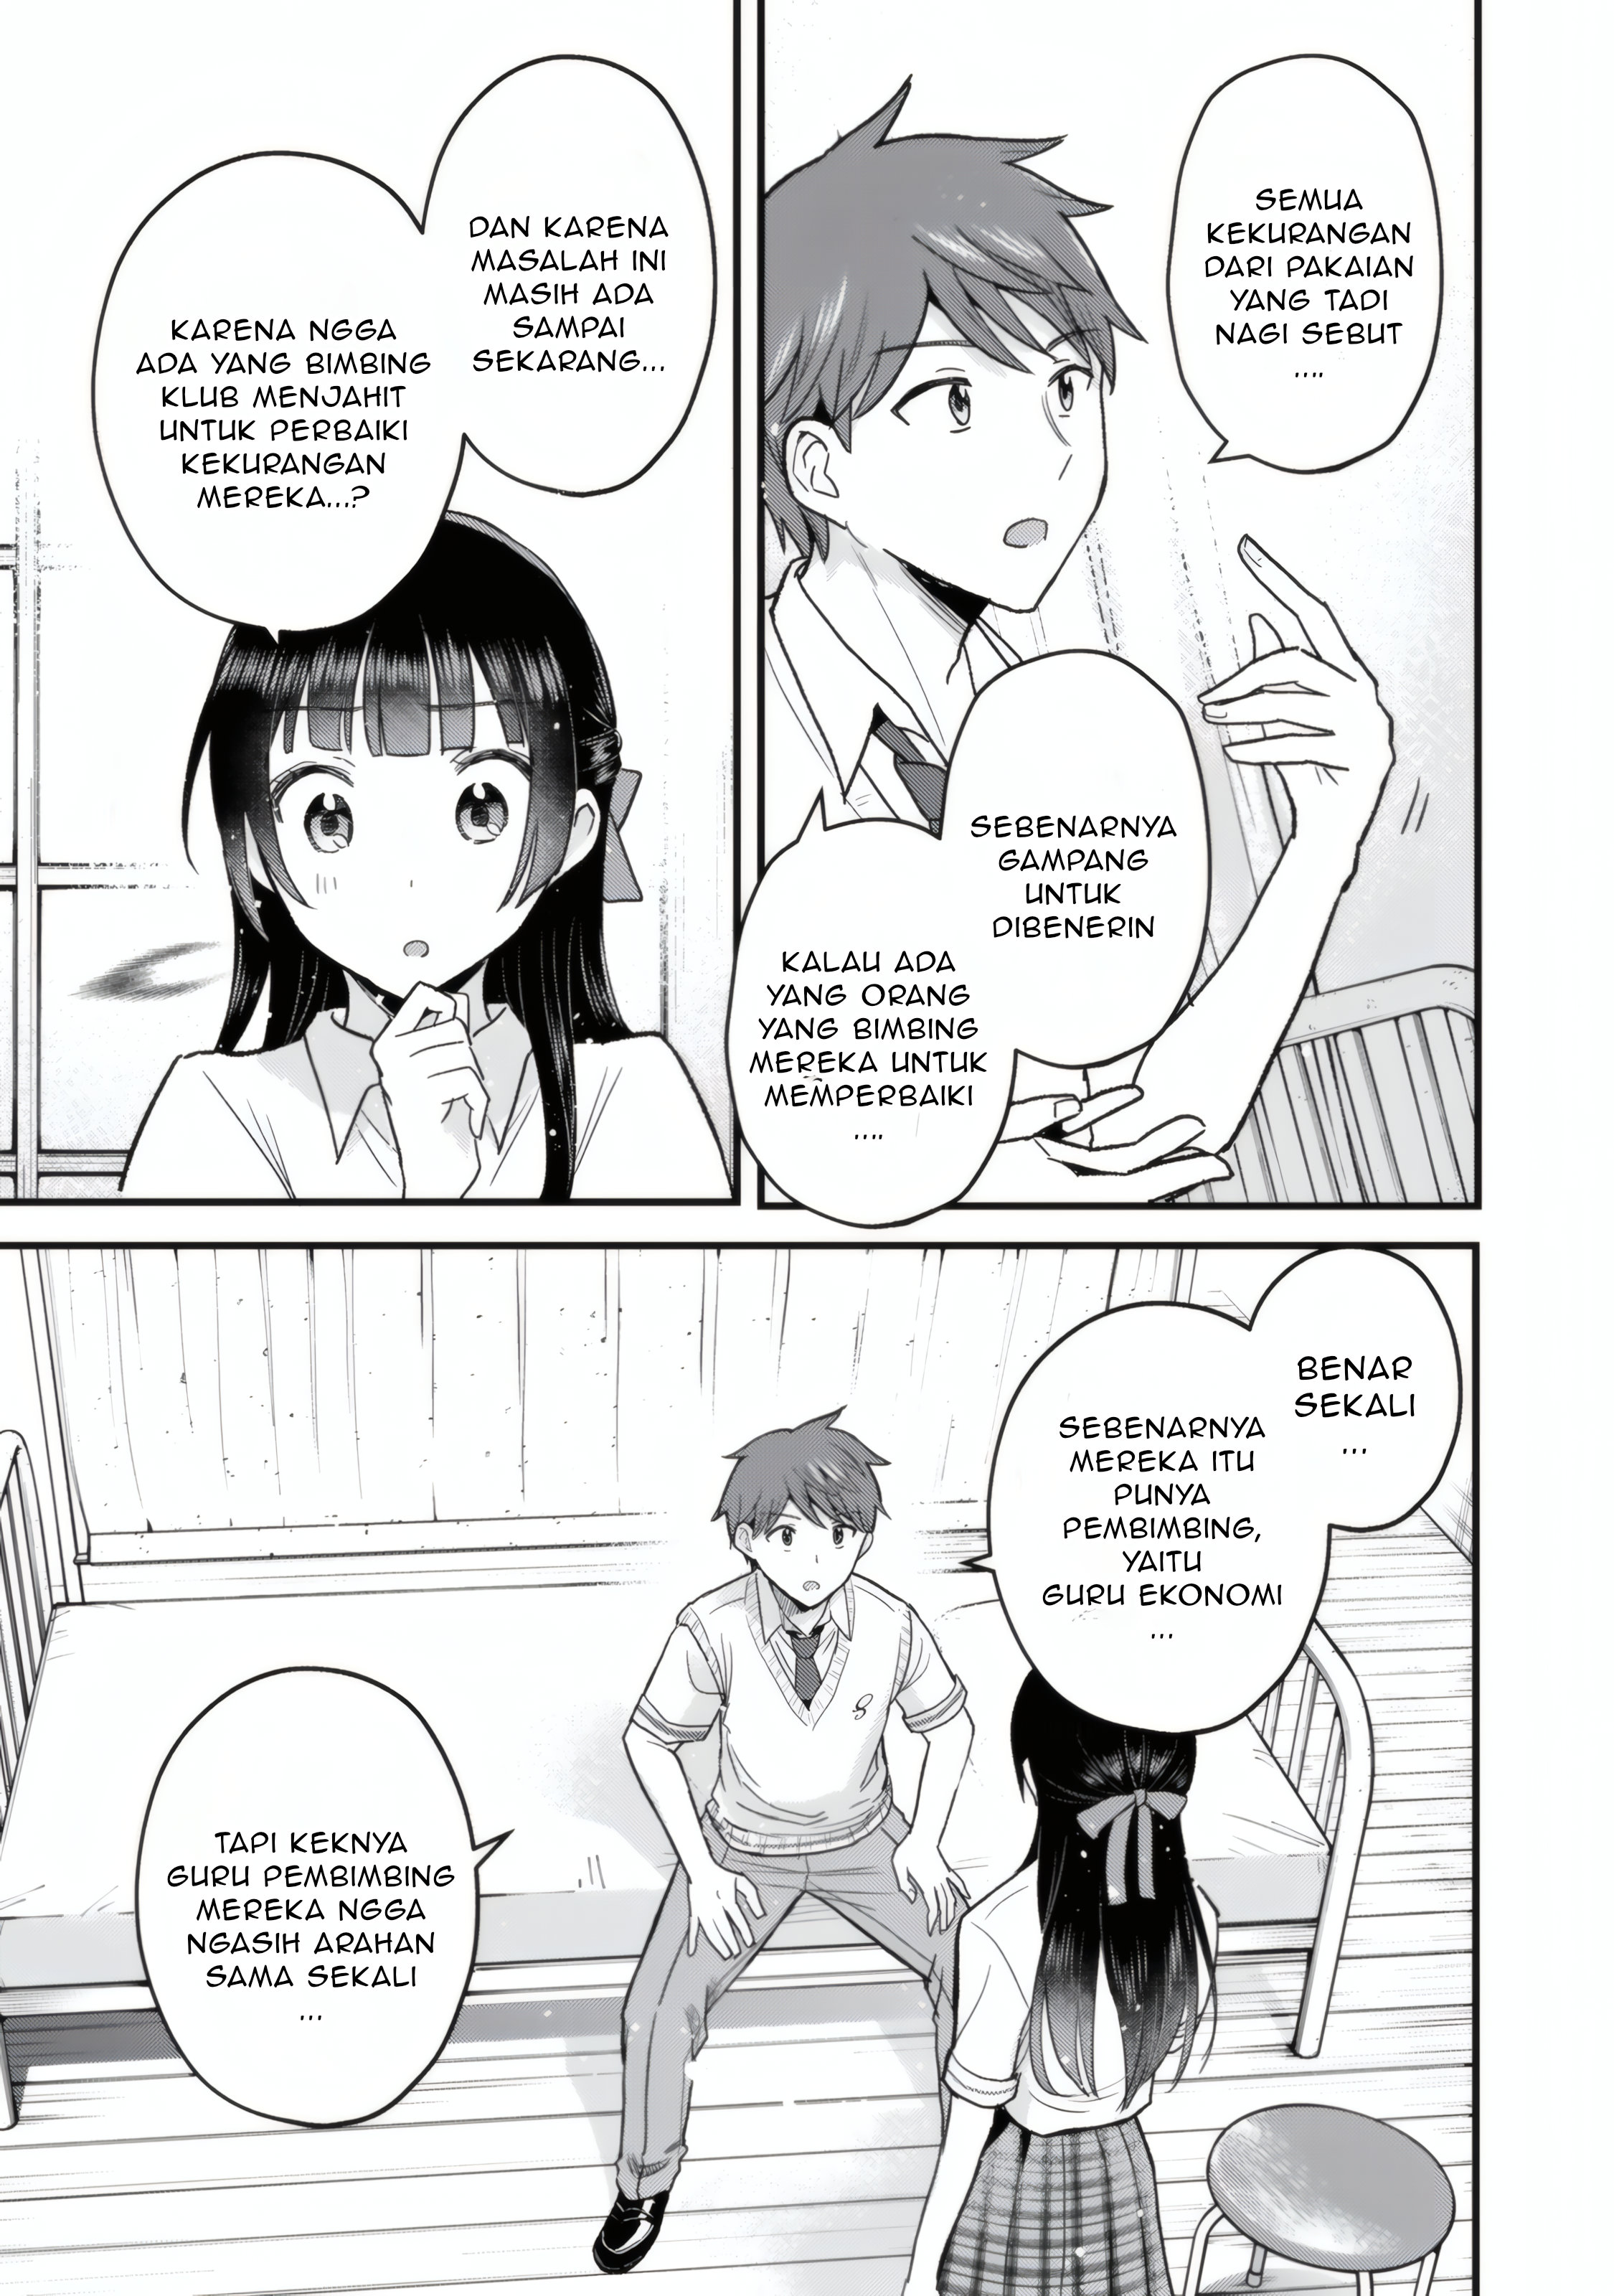 SEMUA
KEKURANGAN
DARI PAKAIAN
YANG TADI
NAGI SEBUT
....
SEBENARNYA
GAMPANG
UNTUK
DIBENERIN
KALAU ADA
YANG ORANG
YANG BIMBING
MEREKA UNTUK
MEMPERBAIKI
....
DAN KARENA
MASALAH INI
MASIH ADA
SAMPAI
SEKARANG...
KARENA NGGA
ADA YANG BIMBING
KLUB MENJAHIT
UNTUK PERBAIKI
KEKURANGAN
MEREKA...?
BENAR
SEKALI
...
SEBENARNYA
MEREKA ITU
PUNYA
PEMBIMBING,
YAITU
GURU EKONOMI
...
TAPI KEKNYA
GURU PEMBIMBING
MEREKA NGGA
NGASIH ARAHAN
SAMA SEKALI
...